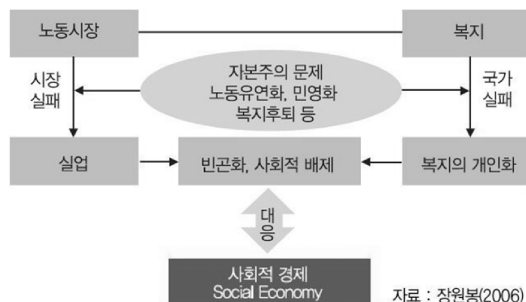 노동시장
복지
시장
실패
자본주의 문제
노동유연화, 민영화
복지후퇴 등
국가
실패
실업
빈곤화, 사회적 배제
복지의 개인화
대
응
사회적 경제
Social Economy
자료 : 장원봉(2006)